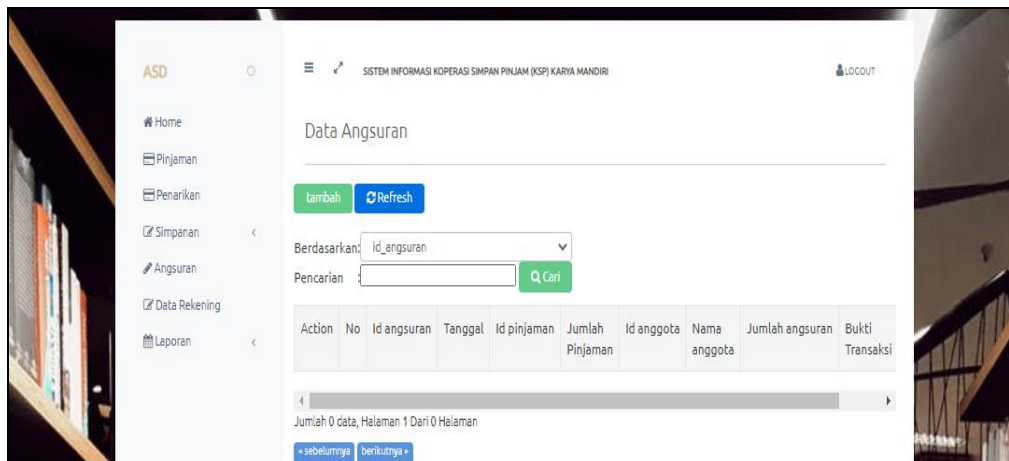 ASD
SISTEM INFORMASI KOPERASI SIMPAN PINJAM (KSP) KARYA MANDIRI
LOGOUT
Home
Pinjaman
Penarikan
Simpanan
Angsuran
Data Rekening
Laporan
Data Angsuran
tambah
Refresh
Berdasarkan: id_angsuran
Pencarian :
Cari
Action No Id angsuran Tanggal Id pinjaman Jumlah Pinjaman Id anggota Nama anggota Jumlah angsuran Bukti Transaksi
Jumlah 0 data, Halaman 1 Dari 0 Halaman
« sebelumnya berikutnya »